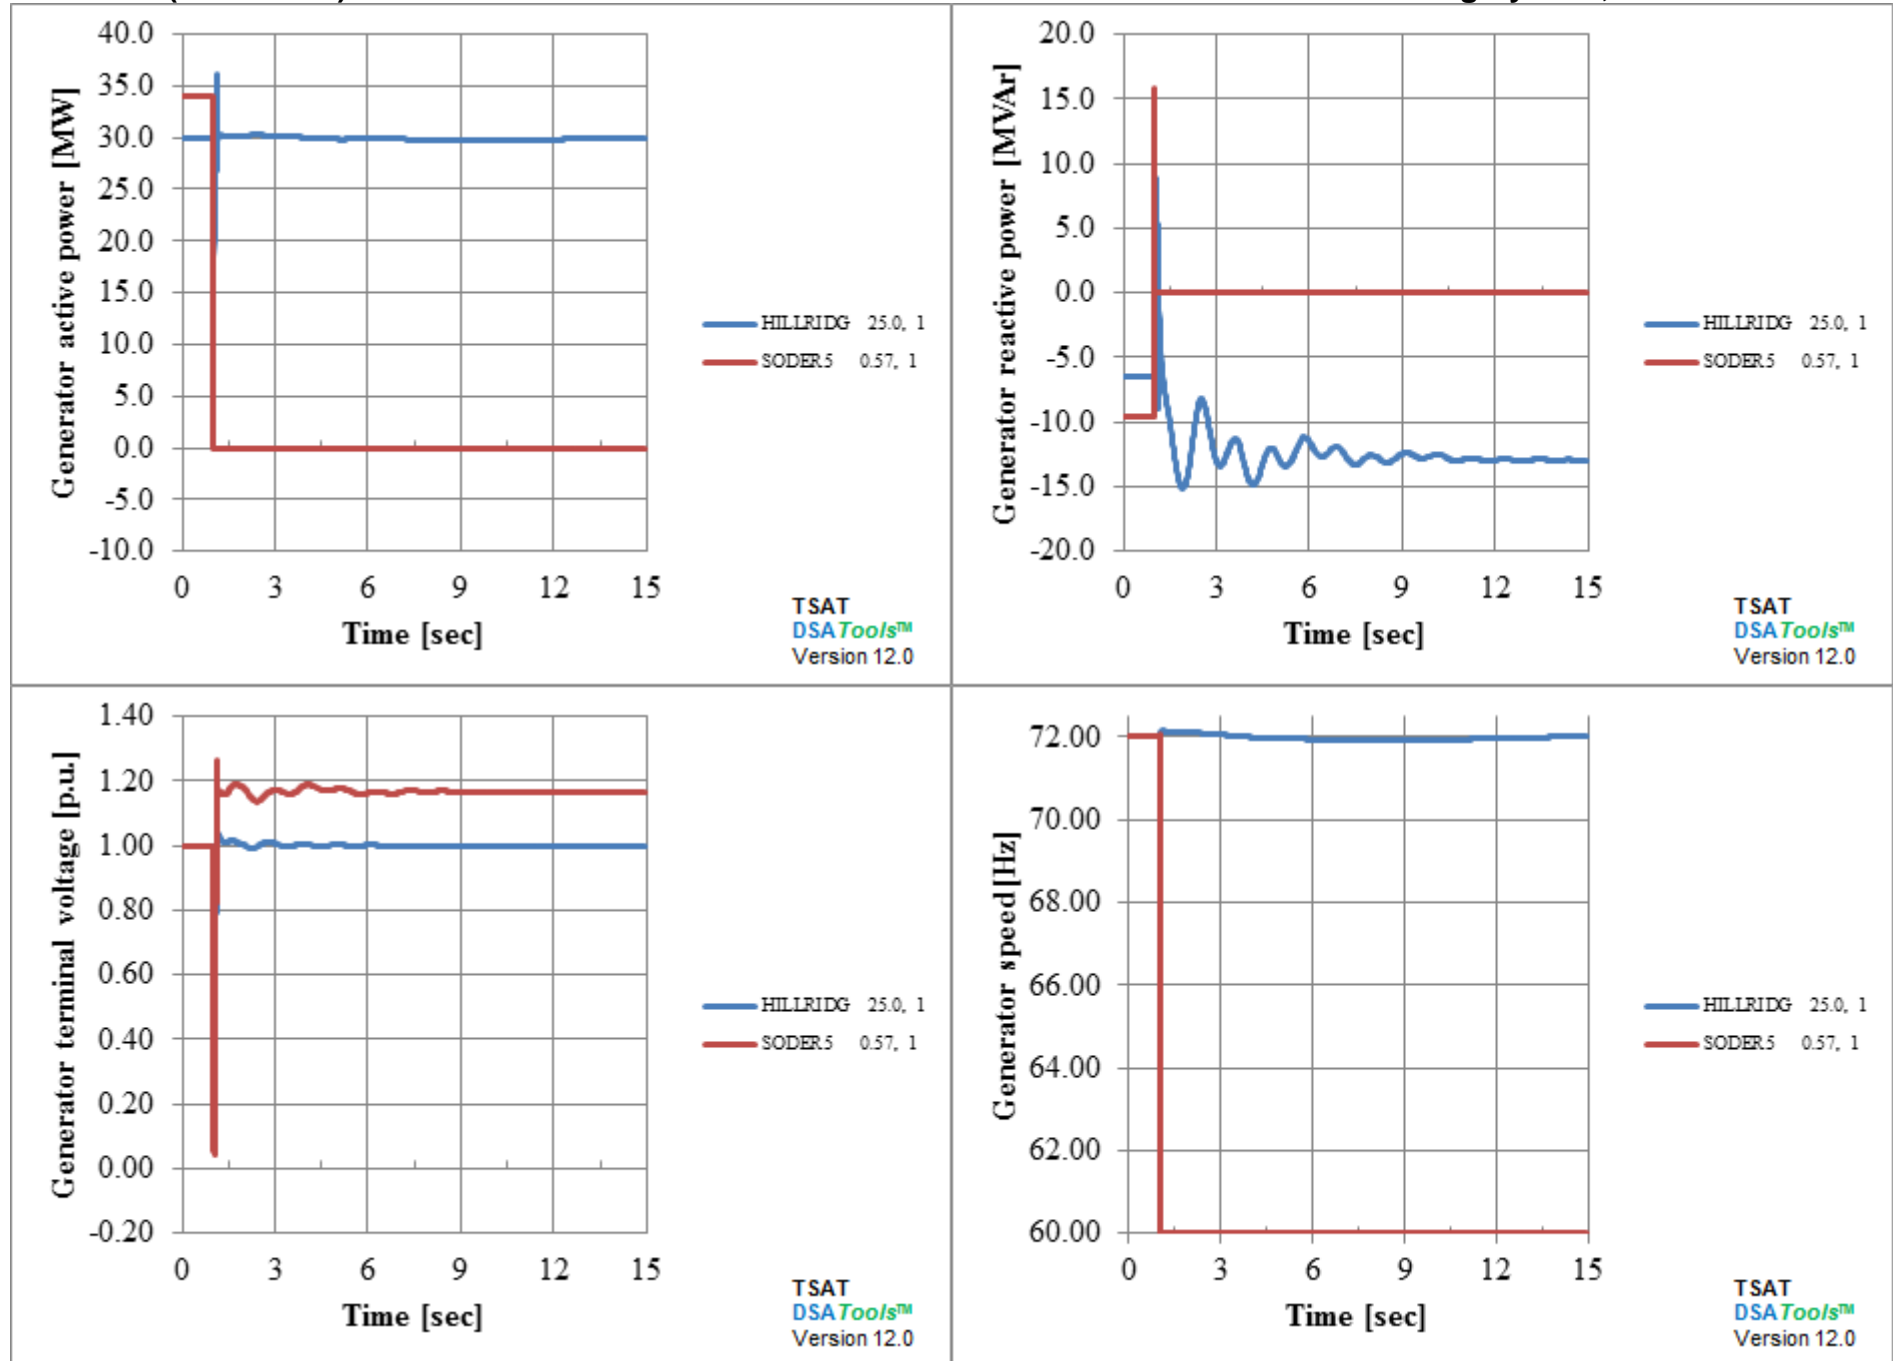 Generator active power [MW]
40.0
35.0
30.0
25.0
20.0
15.0
10.0
5.0
0.0
-5.0
-10.0
0 3 6 9 12 15
Time [sec]
HILLRIDG 25.0, 1
SODER5 0.57, 1
TSAT
DSATools™
Version 12.0
Generator reactive power [MVAr]
20.0
15.0
10.0
5.0
0.0
-5.0
-10.0
-15.0
-20.0
0 3 6 9 12 15
Time [sec]
HILLRIDG 25.0, 1
SODER5 0.57, 1
TSAT
DSATools™
Version 12.0
Generator terminal voltage [p.u.]
1.40
1.20
1.00
0.80
0.60
0.40
0.20
0.00
-0.20
0 3 6 9 12 15
Time [sec]
HILLRIDG 25.0, 1
SODER5 0.57, 1
TSAT
DSATools™
Version 12.0
Generator speed[Hz]
72.00
70.00
68.00
66.00
64.00
62.00
60.00
0 3 6 9 12 15
Time [sec]
HILLRIDG 25.0, 1
SODER5 0.57, 1
TSAT
DSATools™
Version 12.0